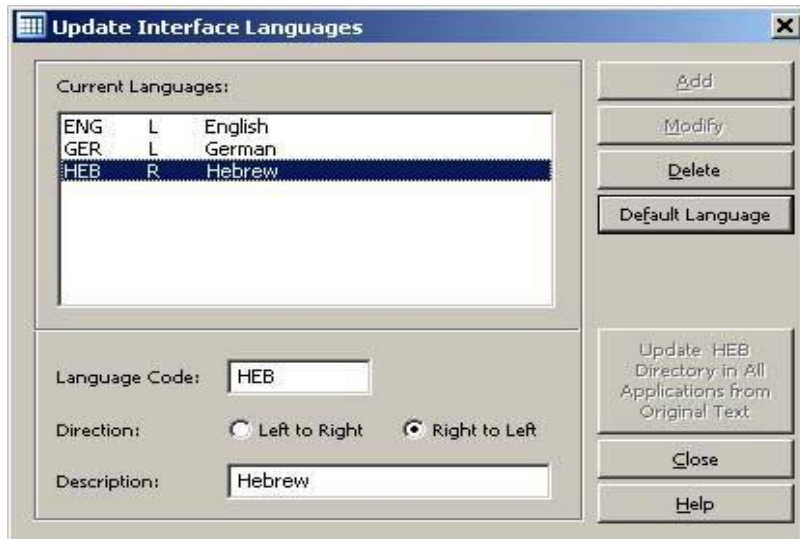 Update Interface Languages
Current Languages:
ENG L English
GER L German
HEB R Hebrew
Language Code: HEB
Direction: Left to Right Right to Left
Description: Hebrew
Add
Modify
Delete
Default Language
Update HEB
Directory in All
Applications from
Original Text
Close
Help